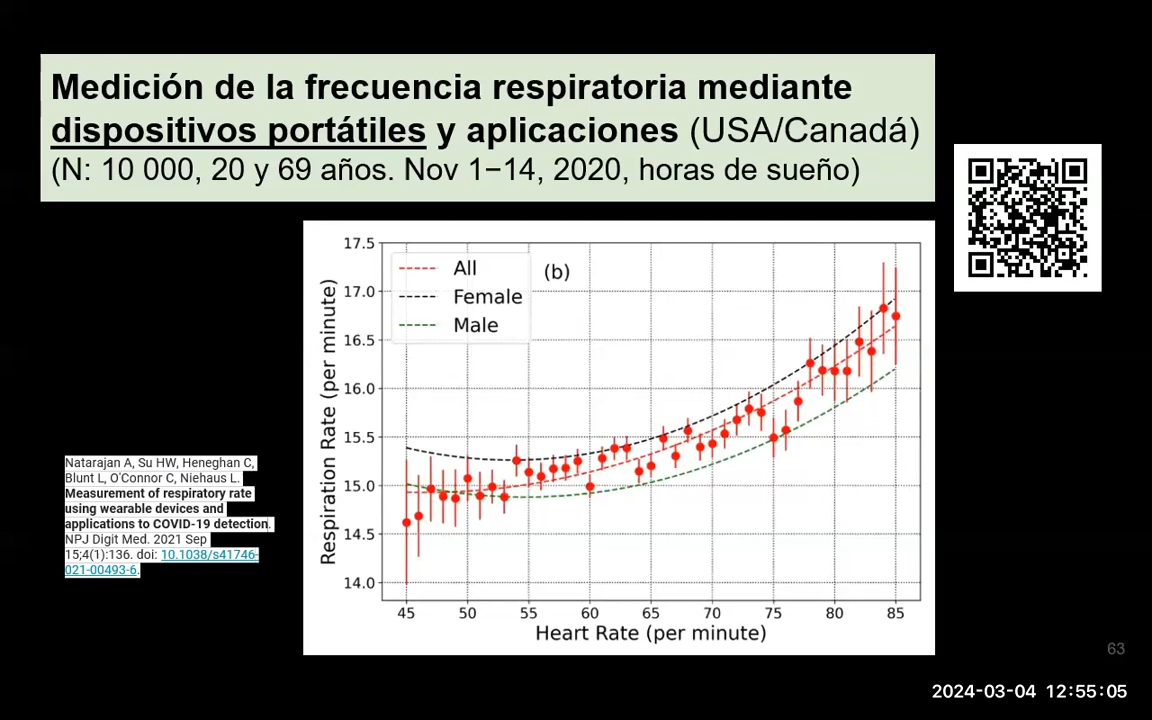 Medición de la frecuencia respiratoria mediante
dispositivos portátiles y aplicaciones (USA/Canadá)
(N: 10 000, 20 y 69 años. Nov 1−14, 2020, horas de sueño)
Natarajan A, Su HW, Heneghan C,
Blunt L, O'Connor C, Niehaus L.
Measurement of respiratory rate
using wearable devices and
applications to COVID-19 detection.
NPJ Digit Med. 2021 Sep
15;4(1):136. doi: 10.1038/s41746-
021-00493-6.
(b)
All
Female
Male
Respiration Rate (per minute)
17.5
17.0
16.5
16.0
15.5
15.0
14.5
14.0
45 50 55 60 65 70 75 80 85
Heart Rate (per minute)
63
2024-03-04 12:55:05